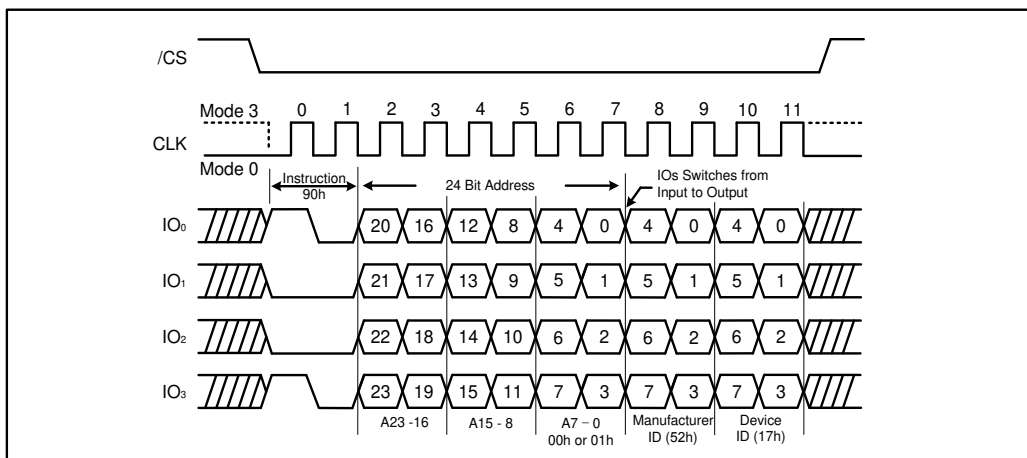 /CS
Mode 3 0 1 2 3 4 5 6 7 8 9 10 11
CLK
Mode 0
Instruction
90h
24 Bit Address
IOs Switches from
Input to Output
IO0 20 16 12 8 4 0 4 0 4 0
IO1 21 17 13 9 5 1 5 1 5 1
IO2 22 18 14 10 6 2 6 2 6 2
IO3 23 19 15 11 7 3 7 3 7 3
A23 -16
A15 - 8
A7 – 0
00h or 01h
Manufacturer
ID (52h)
Device
ID (17h)